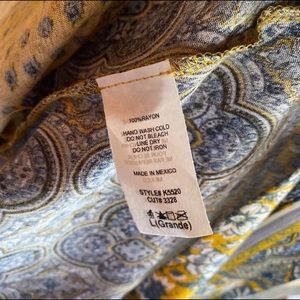 100%RAYON
HAND WASH COLD
DO NOT BLEACH
LINE DRY
DO NOT IRON
MADE IN MEXICO
STYLE# K5520
CUT# 3328
L(Grande)